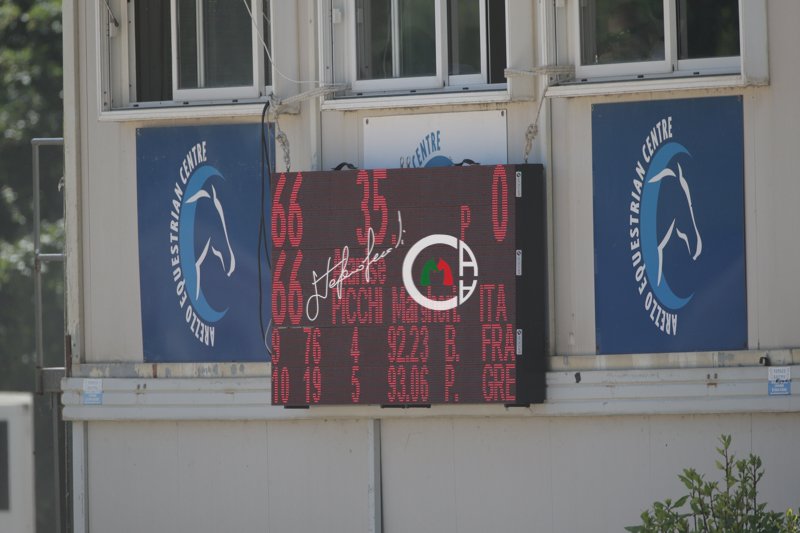 AREZZO EQUESTRIAN CENTRE
CENTRE
AREZZO EQUESTRIAN CENTRE
66 35 P 0
66
PICCHI ITA
9 76 4 92.23 B. FRA
10 19 5 93.06 P. GRE